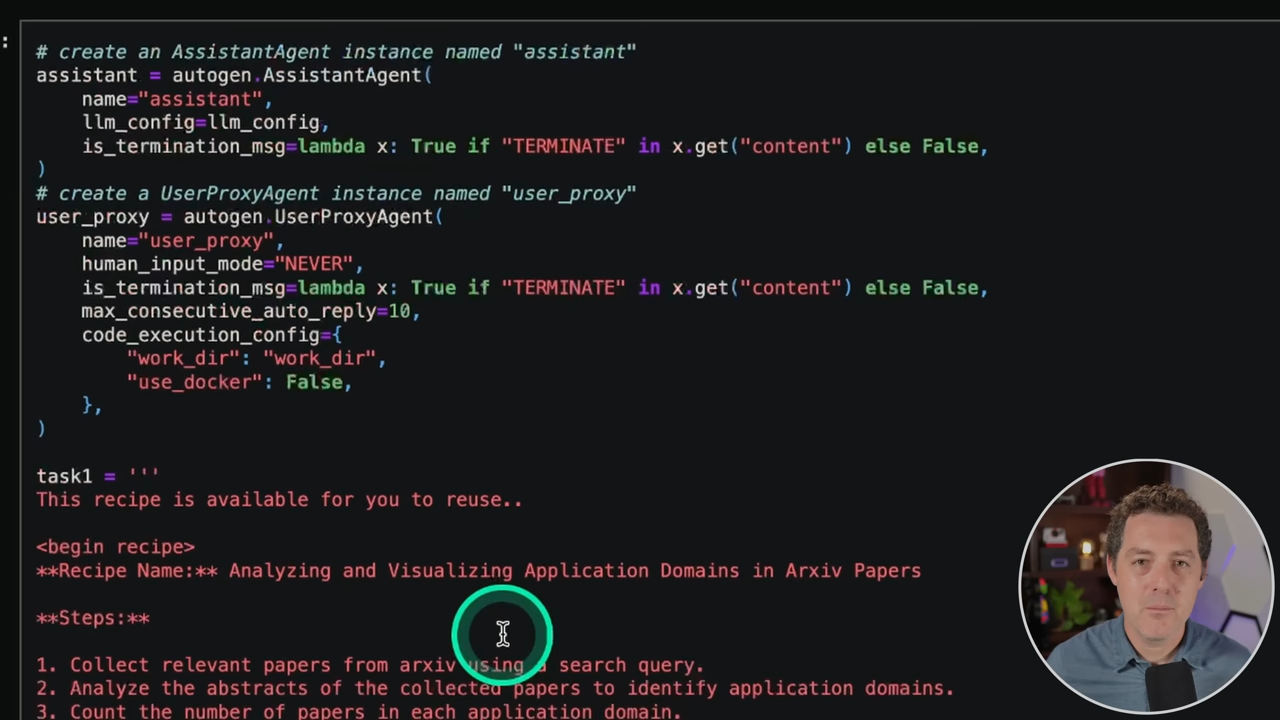 :
# create an AssistantAgent instance named "assistant"
assistant = autogen.AssistantAgent(
    name="assistant",
    llm_config=llm_config,
    is_termination_msg=lambda x: True if "TERMINATE" in x.get("content") else False,
)
# create a UserProxyAgent instance named "user_proxy"
user_proxy = autogen.UserProxyAgent(
    name="user_proxy",
    human_input_mode="NEVER",
    is_termination_msg=lambda x: True if "TERMINATE" in x.get("content") else False,
    max_consecutive_auto_reply=10,
    code_execution_config={
        "work_dir": "work_dir",
        "use_docker": False,
    },
)
task1 = '''
This recipe is available for you to reuse..
<begin recipe>
**Recipe Name:** Analyzing and Visualizing Application Domains in Arxiv Papers
**Steps:**
1. Collect relevant papers from arxiv using a search query.
2. Analyze the abstracts of the collected papers to identify application domains.
3. Count the number of papers in each application domain.